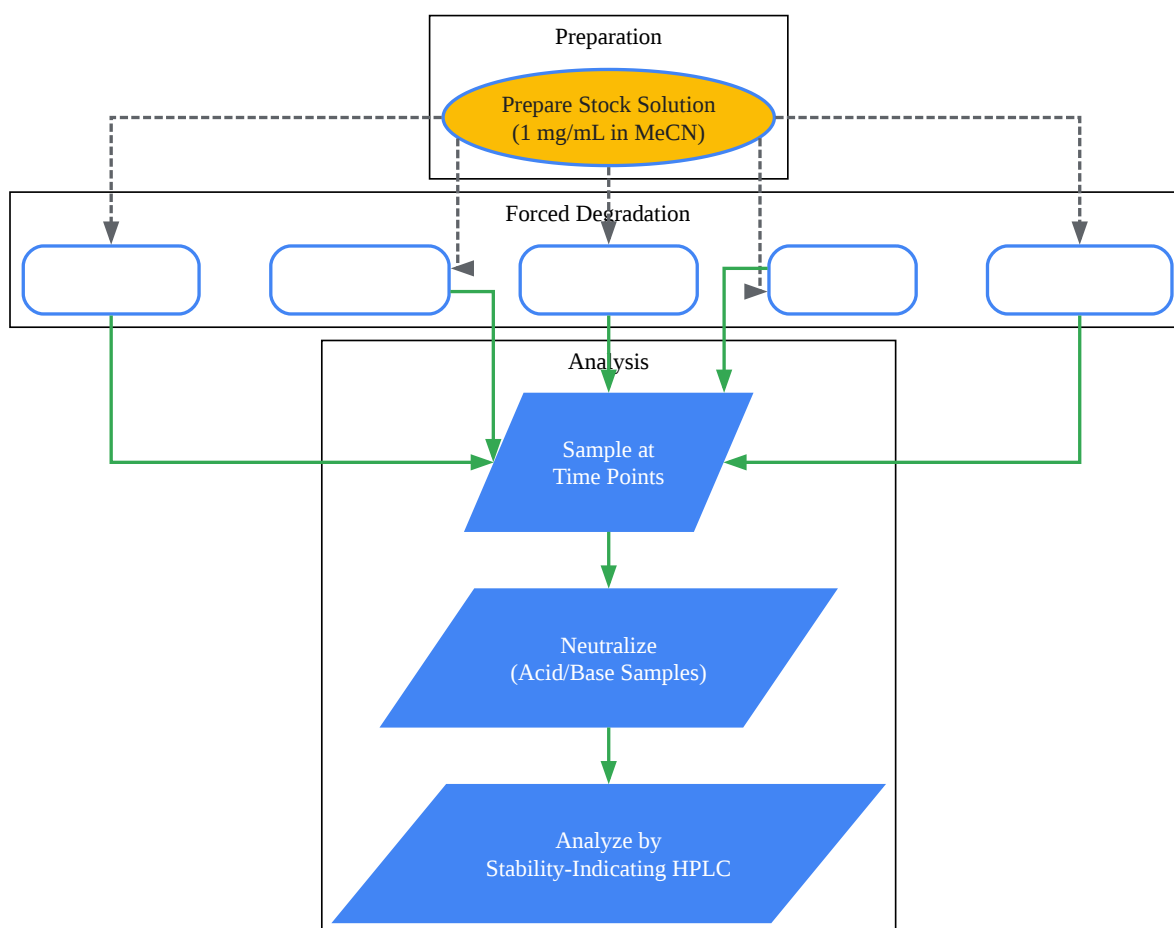 Preparation
Prepare Stock Solution
(1 mg/mL in MeCN)
Forced Degradation
Analysis
Sample at
Time Points
Neutralize
(Acid/Base Samples)
Analyze by
Stability-Indicating HPLC